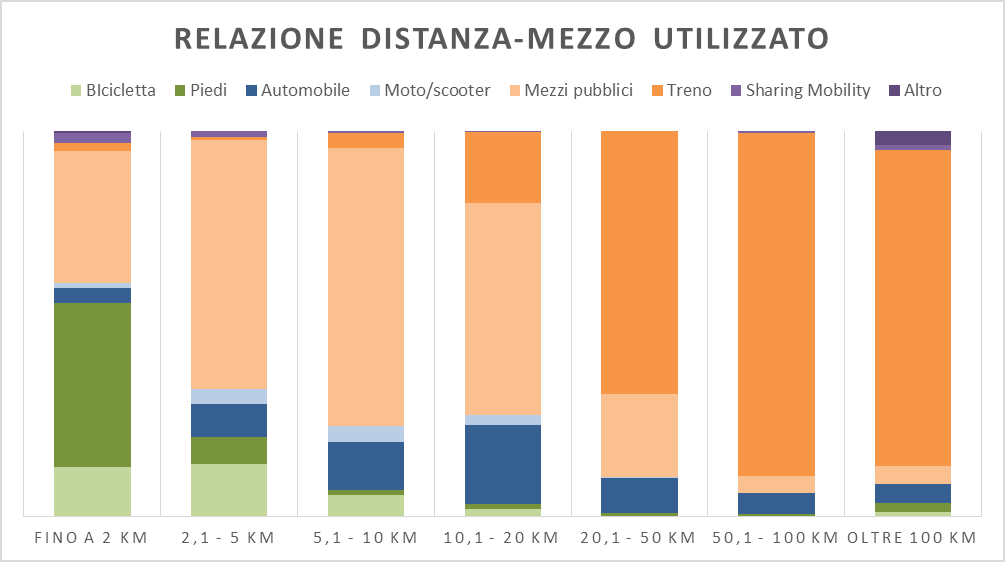 RELAZIONE DISTANZA-MEZZO UTILIZZATO
BIcicletta Piedi Automobile Moto/scooter Mezzi pubblici Treno Sharing Mobility Altro
FINO A 2 KM 2,1 - 5 KM 5,1 - 10 KM 10,1 - 20 KM 20,1 - 50 KM 50,1 - 100 KM OLTRE 100 KM